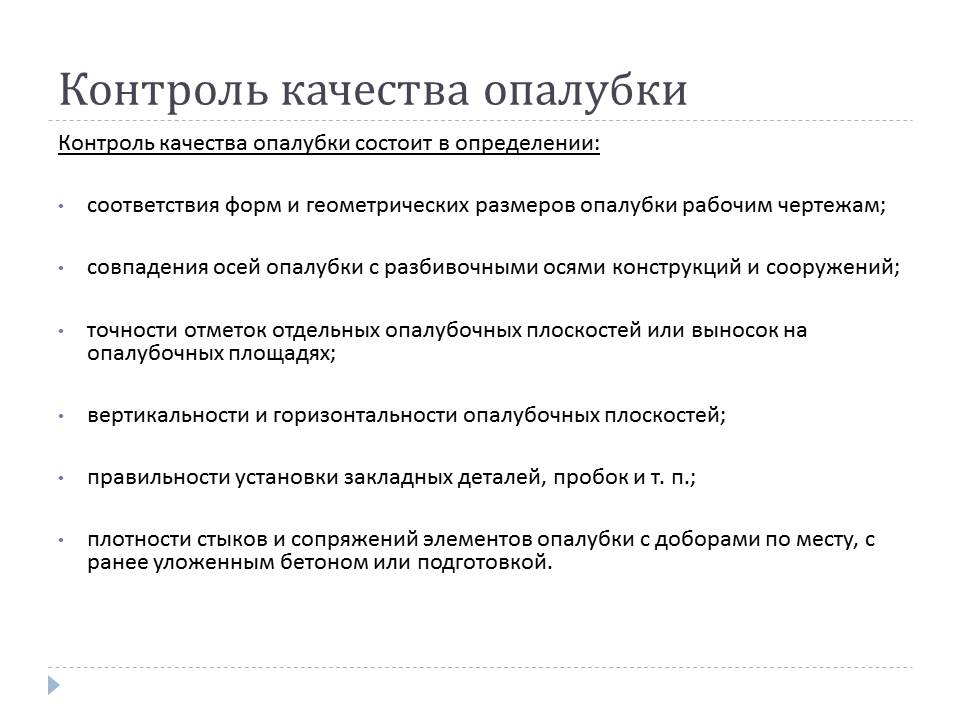 Контроль качества опалубки
Контроль качества опалубки состоит в определении:
• соответствия форм и геометрических размеров опалубки рабочим чертежам;
• совпадения осей опалубки с разбивочными осями конструкций и сооружений;
• точности отметок отдельных опалубочных плоскостей или выносок на
опалубочных площадях;
• вертикальности и горизонтальности опалубочных плоскостей;
• правильности установки закладных деталей, пробок и т. п.;
• плотности стыков и сопряжений элементов опалубки с доборами по месту, с
ранее уложенным бетоном или подготовкой.